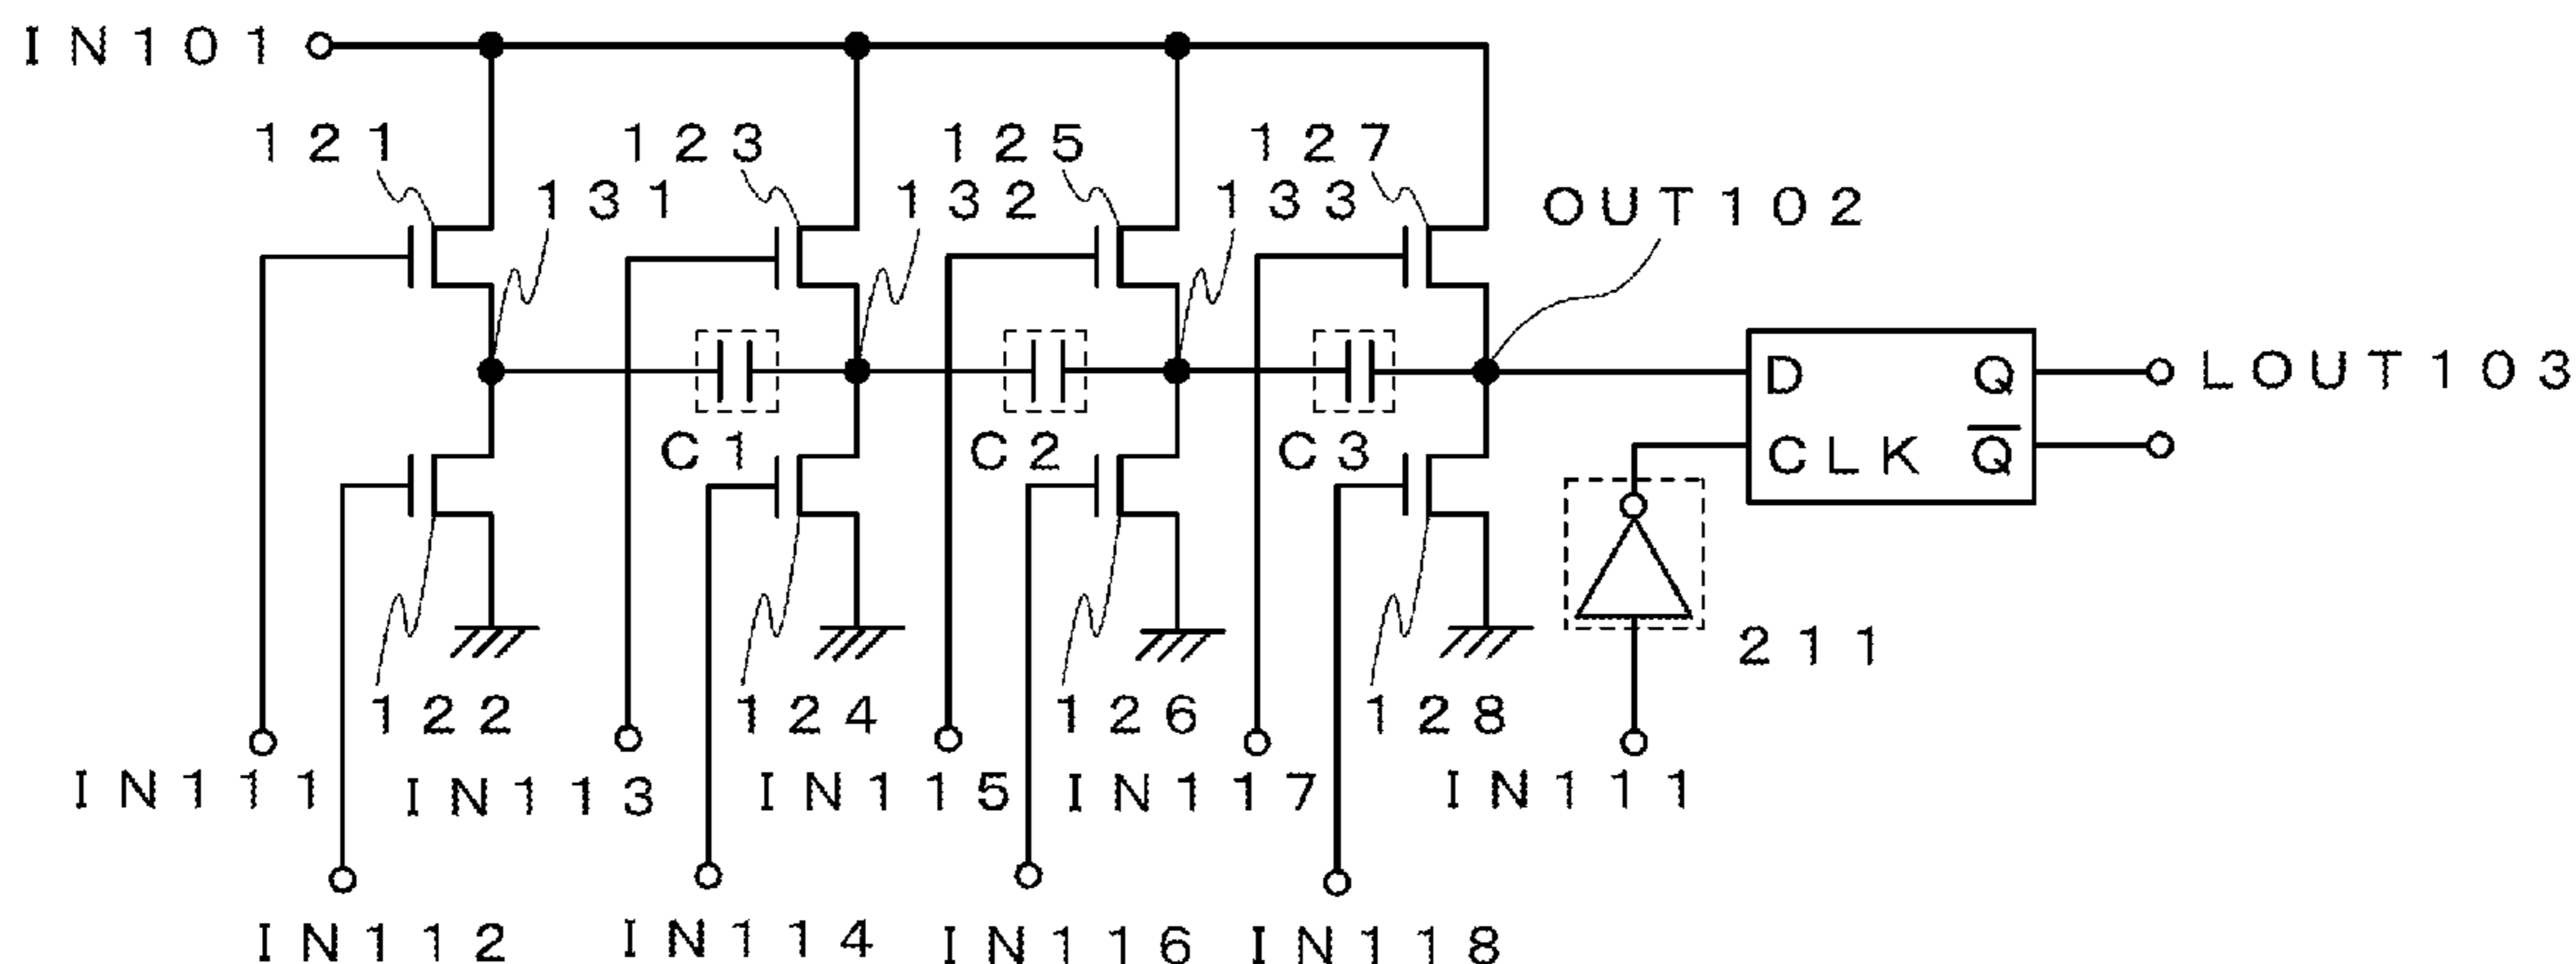 IN101
121 123 125 127
131 132 133 OUT102
D Q LOUT103
C1 C2 C3 CLK Q̅
211
122 124 126 128
IN111 IN113 IN115 IN117 IN111
IN112 IN114 IN116 IN118